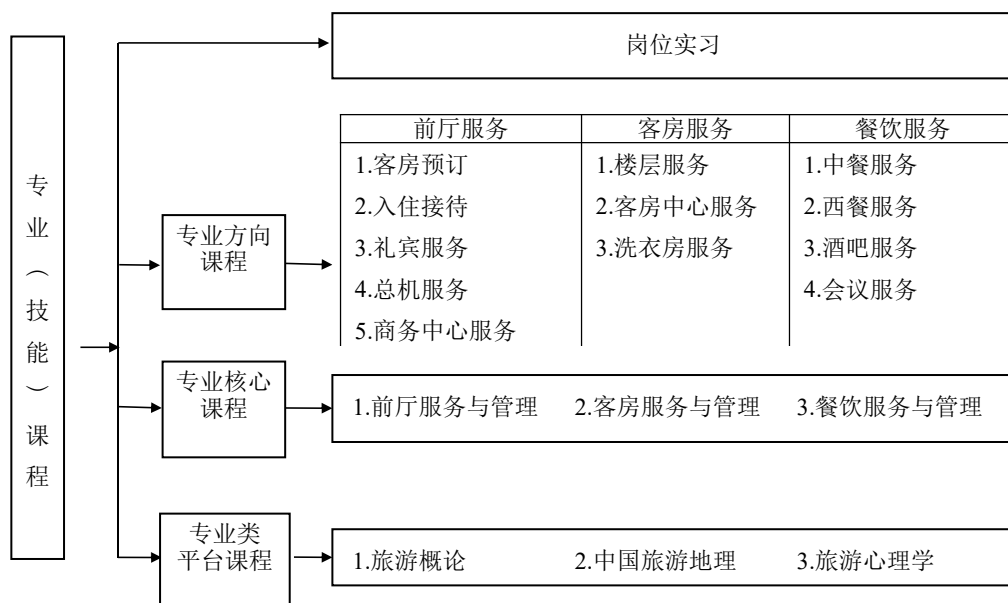 专业（技能）课程
岗位实习
专业方向
课程
前厅服务 客房服务 餐饮服务
1.客房预订 1.楼层服务 1.中餐服务
2.入住接待 2.客房中心服务 2.西餐服务
3.礼宾服务 3.洗衣房服务 3.酒吧服务
4.总机服务 4.会议服务
5.商务中心服务
专业核心
课程
1.前厅服务与管理 2.客房服务与管理 3.餐饮服务与管理
专业类
平台课程
1.旅游概论 2.中国旅游地理 3.旅游心理学